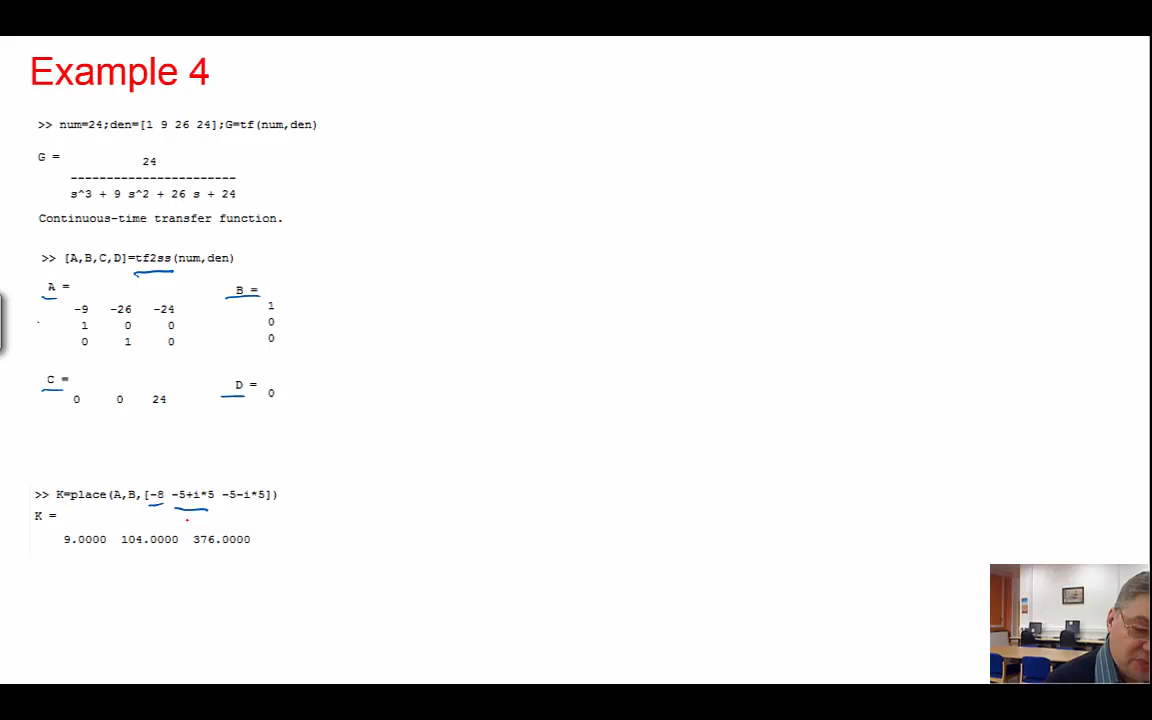 Example 4
>> num=24;den=[1 9 26 24];G=tf(num,den)
G =
24
-----------------------
s^3 + 9 s^2 + 26 s + 24
Continuous-time transfer function.
>> [A,B,C,D]=tf2ss(num,den)
A =
-9 -26 -24
1 0 0
0 1 0
B =
1
0
0
C =
0 0 24
D =
0
>> K=place(A,B,[-8 -5+i*5 -5-i*5])
K =
9.0000 104.0000 376.0000